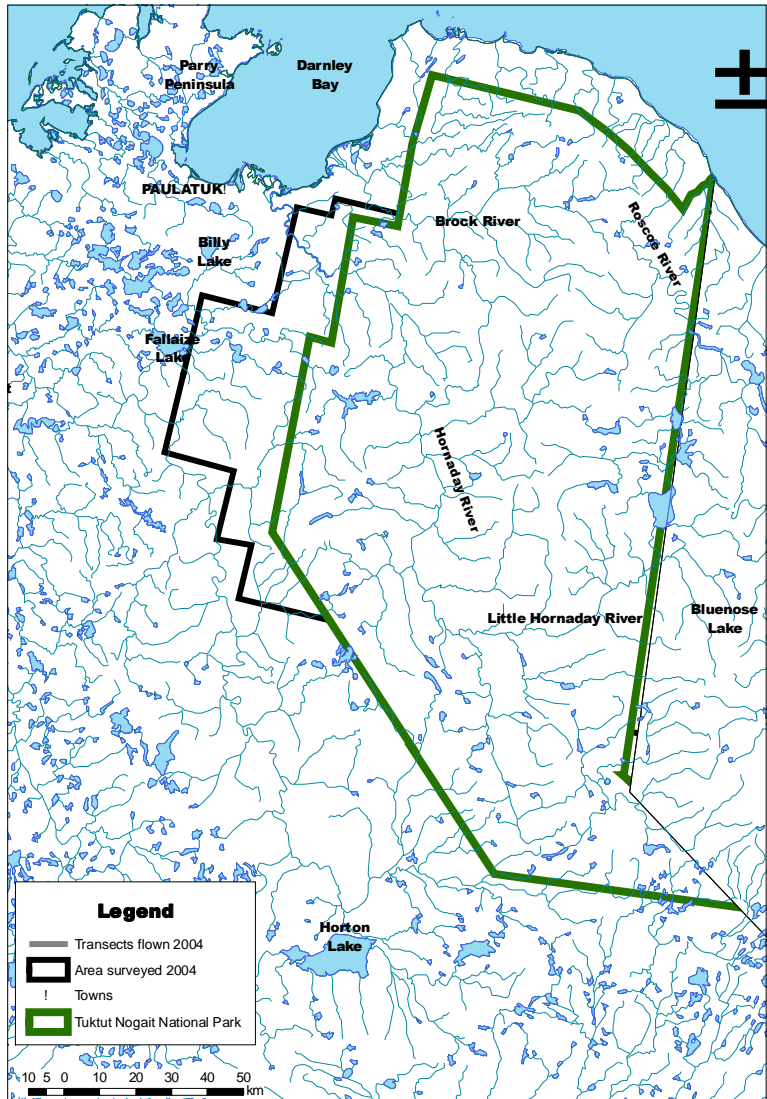 Parry
Peninsula
Darnley
Bay
PAULATUK!
Brock River
Roscoe River
Billy
Lake
Fallaize
Lake
t
Hornaday River
Little Hornaday River
Bluenose
Lake
Horton
Lake
Legend
Transects flown 2004
Area surveyed 2004
! Towns
Tuktut Nogait National Park
10 5 0 10 20 30 40 50
km